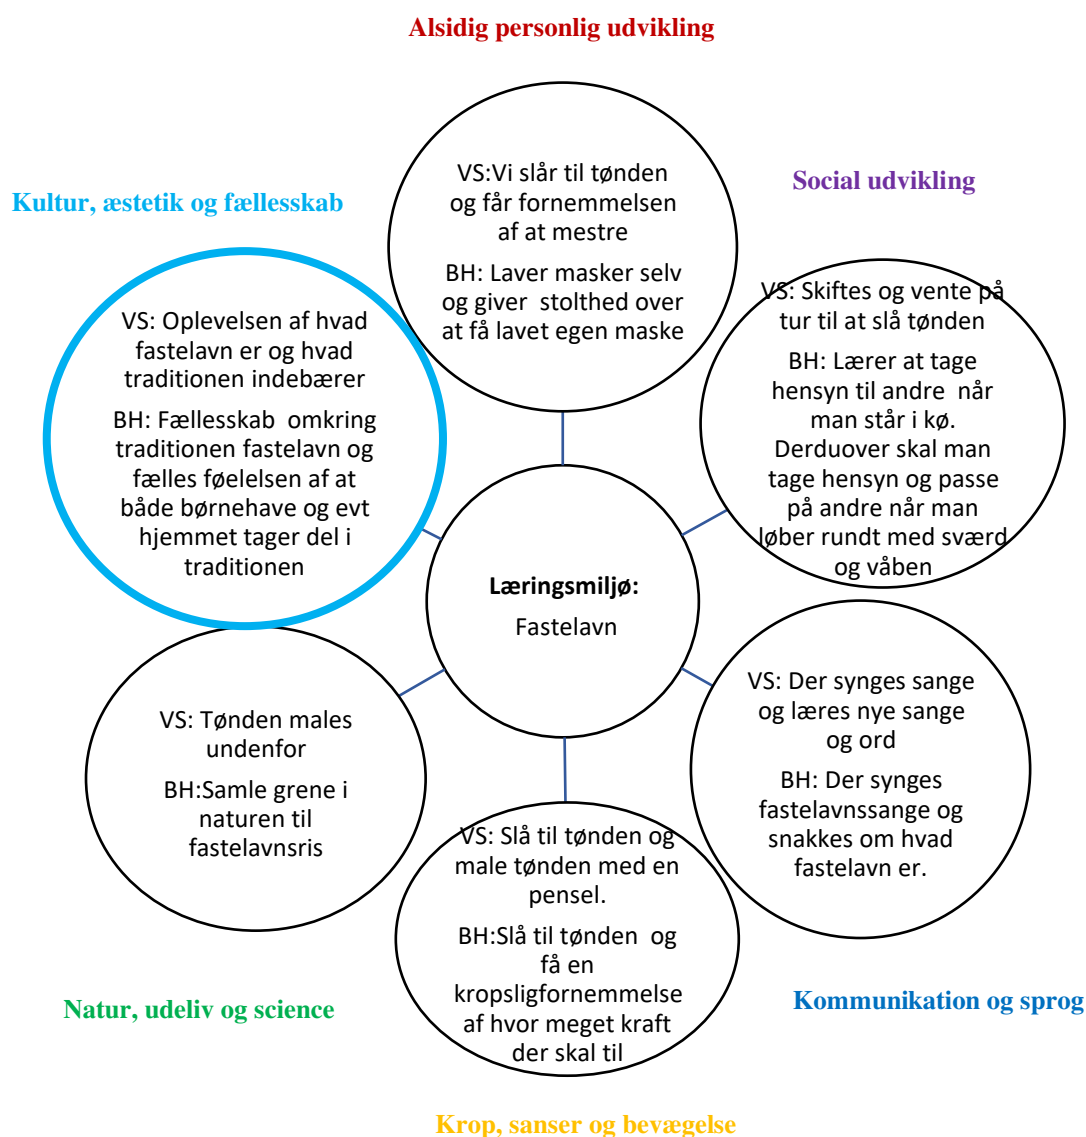 Alsidig personlig udvikling
VS:Vi slår til tønden
og får fornemmelsen
af at mestre
BH: Laver masker selv
og giver stolthed over
at få lavet egen maske
Social udvikling
VS: Skiftes og vente på
tur til at slå tønden
BH: Lærer at tage
hensyn til andre når
man står i kø.
Derduover skal man
tage hensyn og passe
på andre når man
løber rundt med sværd
og våben
Kultur, æstetik og fællesskab
VS: Oplevelsen af hvad
fastelavn er og hvad
traditionen indebærer
BH: Fællesskab omkring
traditionen fastelavn og
fælles føelelsen af at
både børnehave og evt
hjemmet tager del i
traditionen
Læringsmiljø:
Fastelavn
VS: Der synges sange
og læres nye sange
og ord
BH: Der synges
fastelavnssange og
snakkes om hvad
fastelavn er.
Kommunikation og sprog
VS: Tønden males
undenfor
BH:Samle grene i
naturen til
fastelavnsris
Natur, udeliv og science
VS: Slå til tønden og
male tønden med en
pensel.
BH:Slå til tønden og
få en
kropsligfornemmelse
af hvor meget kraft
der skal til
Krop, sanser og bevægelse